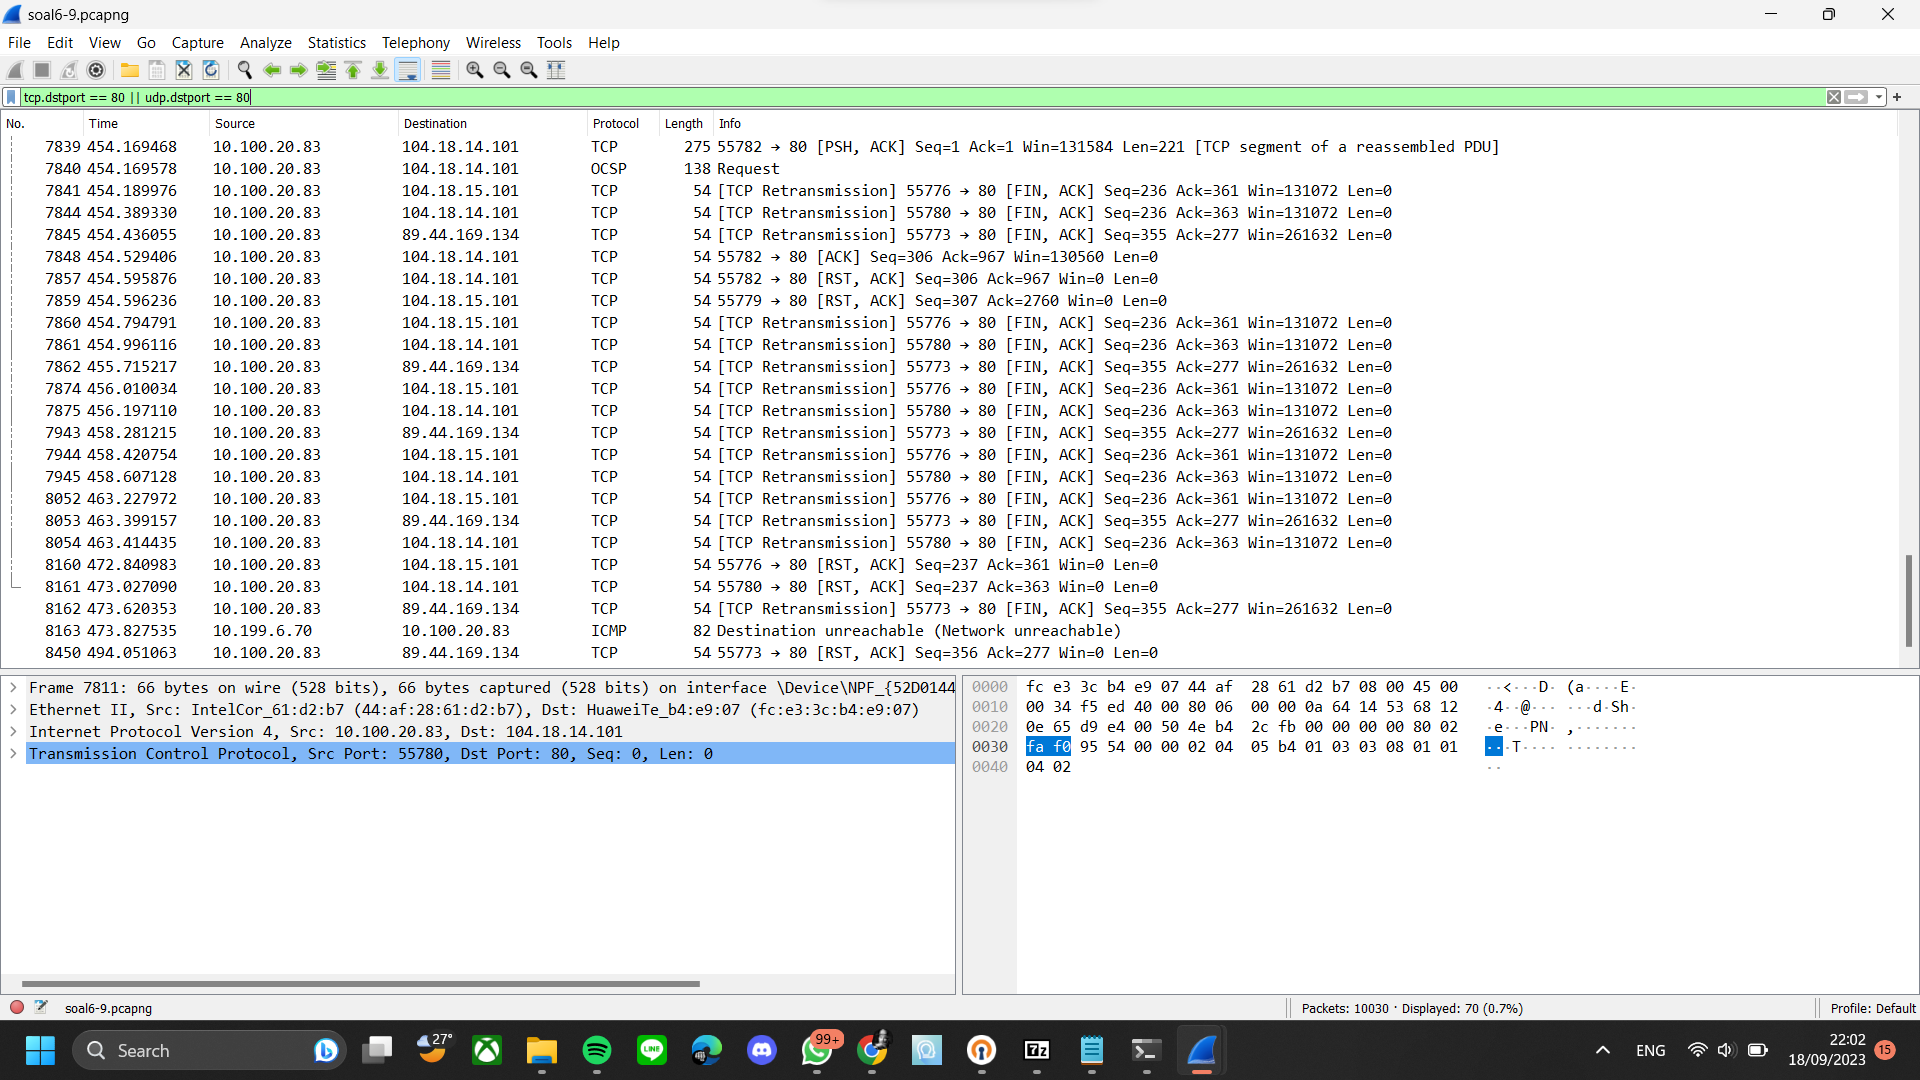 soal6-9.pcapng
File Edit View Go Capture Analyze Statistics Telephony Wireless Tools Help
tcp.dstport == 80 || udp.dstport == 80
No. Time Source Destination Protocol Length Info
7839 454.169468 10.100.20.83 104.18.14.101 TCP 275 55782 → 80 [PSH, ACK] Seq=1 Ack=1 Win=131584 Len=221 [TCP segment of a reassembled PDU]
7840 454.169578 10.100.20.83 104.18.14.101 OCSP 138 Request
7841 454.189976 10.100.20.83 104.18.15.101 TCP 54 [TCP Retransmission] 55776 → 80 [FIN, ACK] Seq=236 Ack=361 Win=131072 Len=0
7844 454.389330 10.100.20.83 104.18.14.101 TCP 54 [TCP Retransmission] 55780 → 80 [FIN, ACK] Seq=236 Ack=363 Win=131072 Len=0
7845 454.436055 10.100.20.83 89.44.169.134 TCP 54 [TCP Retransmission] 55773 → 80 [FIN, ACK] Seq=355 Ack=277 Win=261632 Len=0
7848 454.529406 10.100.20.83 104.18.14.101 TCP 54 55782 → 80 [ACK] Seq=306 Ack=967 Win=130560 Len=0
7857 454.595876 10.100.20.83 104.18.14.101 TCP 54 55782 → 80 [RST, ACK] Seq=306 Ack=967 Win=0 Len=0
7859 454.596236 10.100.20.83 104.18.15.101 TCP 54 55779 → 80 [RST, ACK] Seq=307 Ack=2760 Win=0 Len=0
7860 454.794791 10.100.20.83 104.18.15.101 TCP 54 [TCP Retransmission] 55776 → 80 [FIN, ACK] Seq=236 Ack=361 Win=131072 Len=0
7861 454.996116 10.100.20.83 104.18.14.101 TCP 54 [TCP Retransmission] 55780 → 80 [FIN, ACK] Seq=236 Ack=363 Win=131072 Len=0
7862 455.715217 10.100.20.83 89.44.169.134 TCP 54 [TCP Retransmission] 55773 → 80 [FIN, ACK] Seq=355 Ack=277 Win=261632 Len=0
7874 456.010034 10.100.20.83 104.18.15.101 TCP 54 [TCP Retransmission] 55776 → 80 [FIN, ACK] Seq=236 Ack=361 Win=131072 Len=0
7875 456.197110 10.100.20.83 104.18.14.101 TCP 54 [TCP Retransmission] 55780 → 80 [FIN, ACK] Seq=236 Ack=363 Win=131072 Len=0
7943 458.281215 10.100.20.83 89.44.169.134 TCP 54 [TCP Retransmission] 55773 → 80 [FIN, ACK] Seq=355 Ack=277 Win=261632 Len=0
7944 458.420754 10.100.20.83 104.18.15.101 TCP 54 [TCP Retransmission] 55776 → 80 [FIN, ACK] Seq=236 Ack=361 Win=131072 Len=0
7945 458.607128 10.100.20.83 104.18.14.101 TCP 54 [TCP Retransmission] 55780 → 80 [FIN, ACK] Seq=236 Ack=363 Win=131072 Len=0
8052 463.227972 10.100.20.83 104.18.15.101 TCP 54 [TCP Retransmission] 55776 → 80 [FIN, ACK] Seq=236 Ack=361 Win=131072 Len=0
8053 463.399157 10.100.20.83 89.44.169.134 TCP 54 [TCP Retransmission] 55773 → 80 [FIN, ACK] Seq=355 Ack=277 Win=261632 Len=0
8054 463.414435 10.100.20.83 104.18.14.101 TCP 54 [TCP Retransmission] 55780 → 80 [FIN, ACK] Seq=236 Ack=363 Win=131072 Len=0
8160 472.840983 10.100.20.83 104.18.15.101 TCP 54 55776 → 80 [RST, ACK] Seq=237 Ack=361 Win=0 Len=0
8161 473.027090 10.100.20.83 104.18.14.101 TCP 54 55780 → 80 [RST, ACK] Seq=237 Ack=363 Win=0 Len=0
8162 473.620353 10.100.20.83 89.44.169.134 TCP 54 [TCP Retransmission] 55773 → 80 [FIN, ACK] Seq=355 Ack=277 Win=261632 Len=0
8163 473.827535 10.199.6.70 10.100.20.83 ICMP 82 Destination unreachable (Network unreachable)
8450 494.051063 10.100.20.83 89.44.169.134 TCP 54 55773 → 80 [RST, ACK] Seq=356 Ack=277 Win=0 Len=0
Frame 7811: 66 bytes on wire (528 bits), 66 bytes captured (528 bits) on interface \Device\NPF_{52D0144
Ethernet II, Src: IntelCor_61:d2:b7 (44:af:28:61:d2:b7), Dst: HuaweiTe_b4:e9:07 (fc:e3:3c:b4:e9:07)
Internet Protocol Version 4, Src: 10.100.20.83, Dst: 104.18.14.101
Transmission Control Protocol, Src Port: 55780, Dst Port: 80, Seq: 0, Len: 0
0000 fc e3 3c b4 e9 07 44 af 28 61 d2 b7 08 00 45 00 ··<···D· (a····E·
0010 00 34 f5 ed 40 00 80 06 00 00 0a 64 14 53 68 12 ·4··@··· ···d·Sh·
0020 0e 65 d9 e4 00 50 4e b4 2c fb 00 00 00 00 80 02 ·e···PN· ,·······
0030 fa f0 95 54 00 00 02 04 05 b4 01 03 03 08 01 01 ···T···· ········
0040 04 02 ··
soal6-9.pcapng
Packets: 10030 · Displayed: 70 (0.7%)
Profile: Default
Search
27°
LINE
99+
7z
ENG
22:02
18/09/2023
15